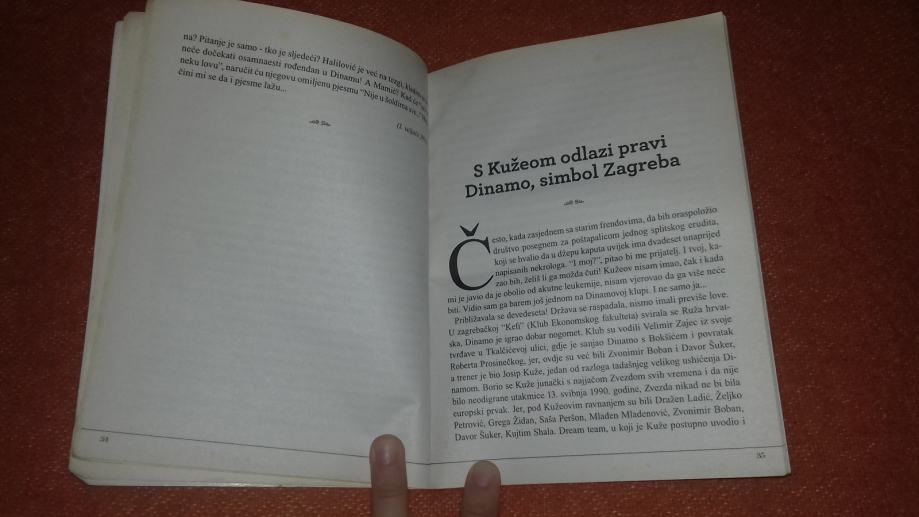 na? Pitanje je samo - tko je sljedeći? Halilović je već na tezgi, kladim se
neće dočekati osamnaesti rođendan u Dinamu! A Mamić? Kad će
neku lovu", naručit ću njegovu omiljenu pjesmu "Nije u šoldima sve..."
čini mi se da i pjesme lažu...
34
S Kužeom odlazi pravi
Dinamo, simbol Zagreba
Često, kada zasjednem sa starim frendovima, da bih oraspoložio
društvo posegnem za poštapalicom jednog splitskog erudita,
koji se hvalio da u džepu kaputa uvijek ima dvadeset unaprijed
napisanih nekrologa. "I moj?", pitao bi me prijatelj. I tvoj, ka-
zao bih, želiš li ga možda čuti! Kužeov nisam imao, čak i kada
mi je javio da je obolio od akutne leukemije, nisam vjerovao da ga više neće
biti. Vidio sam ga barem još jednom na Dinamovoj klupi. I ne samo ja...
Približavala se devedeseta! Država se raspadala, nismo imali previše love.
U zagrebačkoj "Kefi" (Klub Ekonomskog fakulteta) svirala se Ruža hrvat-
ska, Dinamo je igrao dobar nogomet. Klub su vodili Velimir Zajec iz svoje
tvrđave u Tkalčićevoj ulici, gdje je sanjao Dinamo s Bokšićem i povratak
Roberta Prosinečkog, jer, ovdje su već bili Zvonimir Boban i Davor Šuker,
a trener je bio Josip Kuže, jedan od razloga tadašnjeg velikog ushićenja Di-
namom. Borio se Kuže junački s najjačom Zvezdom svih vremena i da nije
bilo neodigrane utakmice 13. svibnja 1990. godine, Zvezda nikad ne bi bila
europski prvak. Jer, pod Kužeovim ravnanjem su bili Dražen Ladić, Željko
Petrović, Grega Židan, Saša Peršon, Mladen Mladenović, Zvonimir Boban,
Davor Šuker, Kujtim Shala. Dream team, u koji je Kuže postupno uvodio i
35